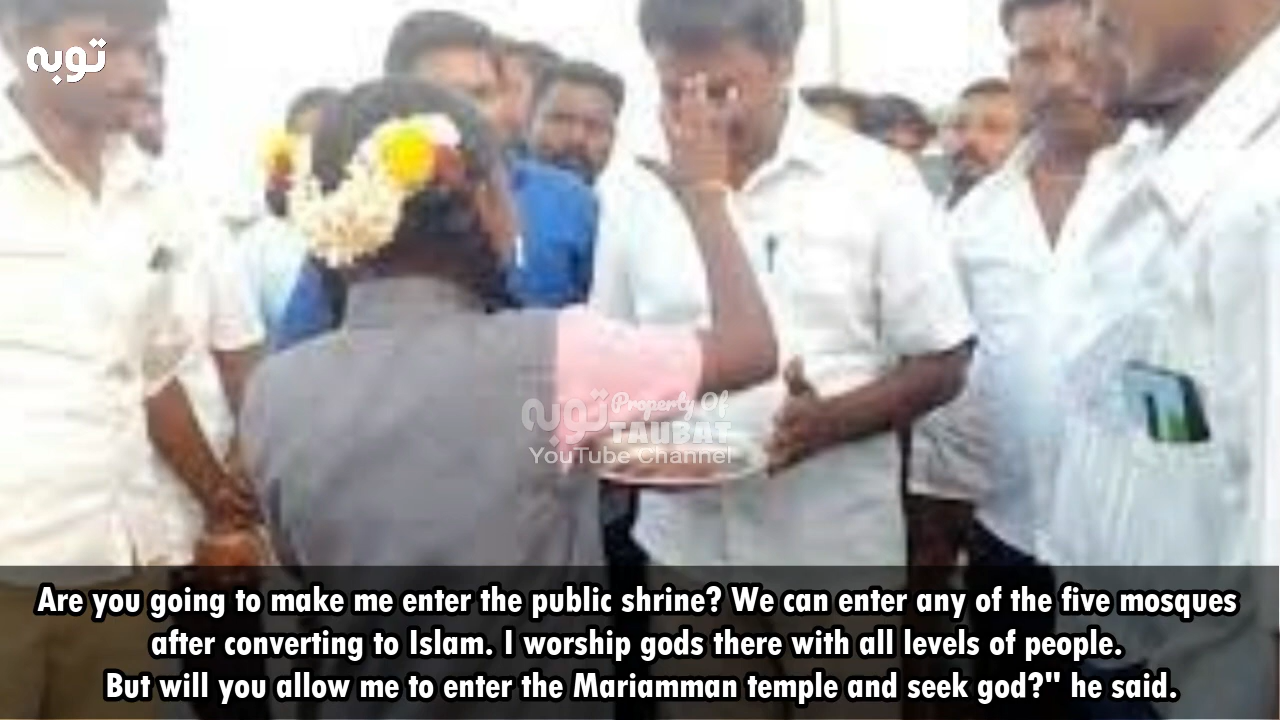 توبه
توبه Property Of
TAUBAT
YouTube Channel
Are you going to make me enter the public shrine? We can enter any of the five mosques
after converting to Islam. I worship gods there with all levels of people.
But will you allow me to enter the Mariamman temple and seek god?" he said.